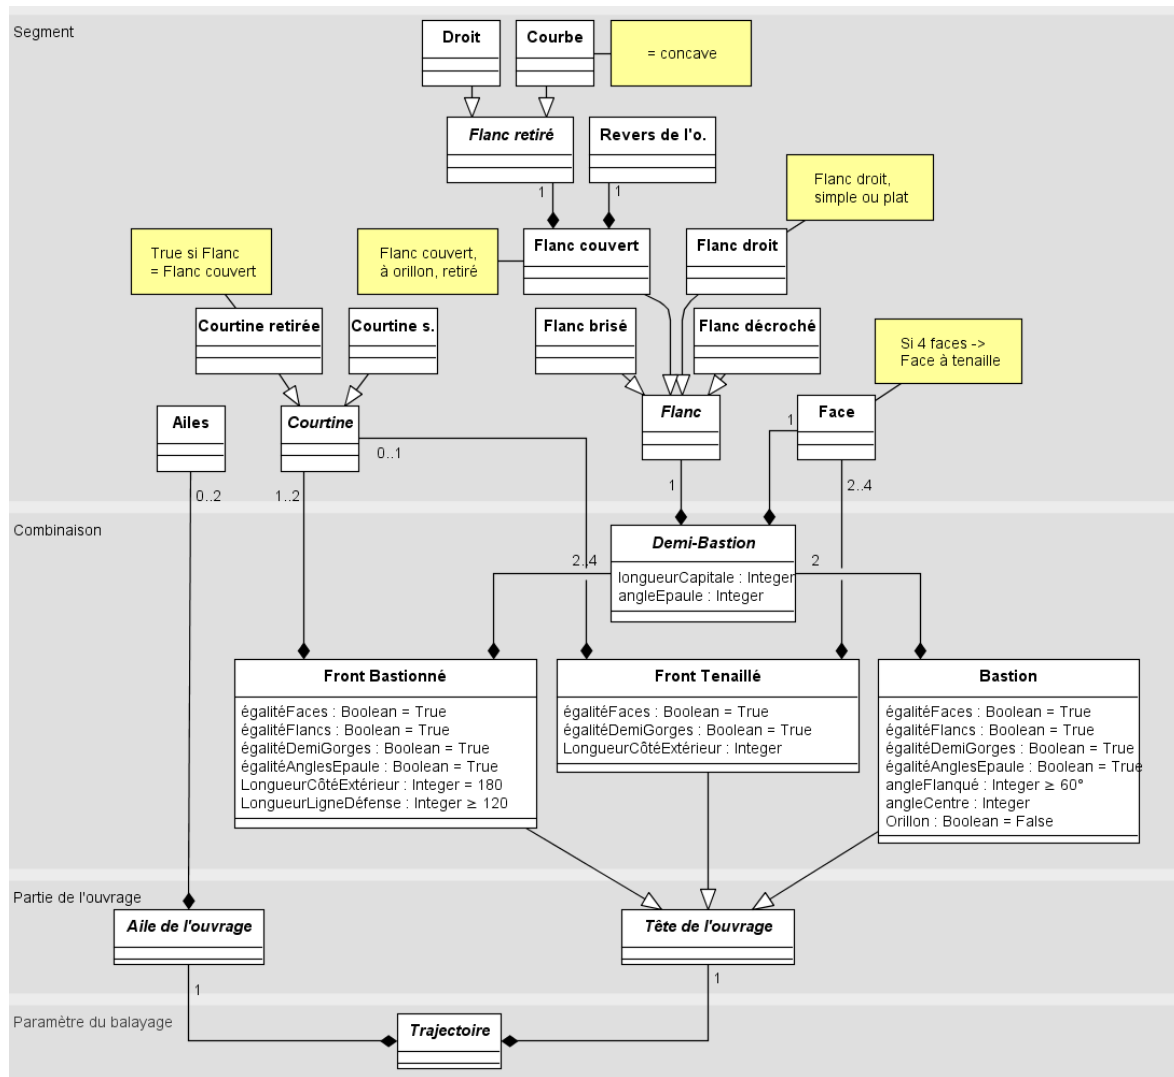 Segment
Droit
Courbe
= concave
Flanc retiré
Revers de l'o.
1
1
Flanc droit,
simple ou plat
True si Flanc
= Flanc couvert
Flanc couvert,
à orillon, retiré
Flanc couvert
Flanc droit
Courtine retirée
Courtine s.
Flanc brisé
Flanc décroché
Si 4 faces ->
Face à tenaille
Ailes
Courtine
Flanc
Face
1
0..1
0..2
1..2
1
2..4
Combinaison
Demi-Bastion
longueurCapitale : Integer
angleEpaule : Integer
2..4
2
Front Bastionné
égalitéFaces : Boolean = True
égalitéFlancs : Boolean = True
égalitéDemiGorges : Boolean = True
égalitéAnglesEpaule : Boolean = True
LongueurCôtéExtérieur : Integer = 180
LongueurLigneDéfense : Integer ≥ 120
Front Tenaillé
égalitéFaces : Boolean = True
égalitéDemiGorges : Boolean = True
LongueurCôtéExtérieur : Integer
Bastion
égalitéFaces : Boolean = True
égalitéFlancs : Boolean = True
égalitéDemiGorges : Boolean = True
égalitéAnglesEpaule : Boolean = True
angleFlanqué : Integer ≥ 60°
angleCentre : Integer
Orillon : Boolean = False
Partie de l'ouvrage
Aile de l'ouvrage
Tête de l'ouvrage
1
1
Paramètre du balayage
Trajectoire